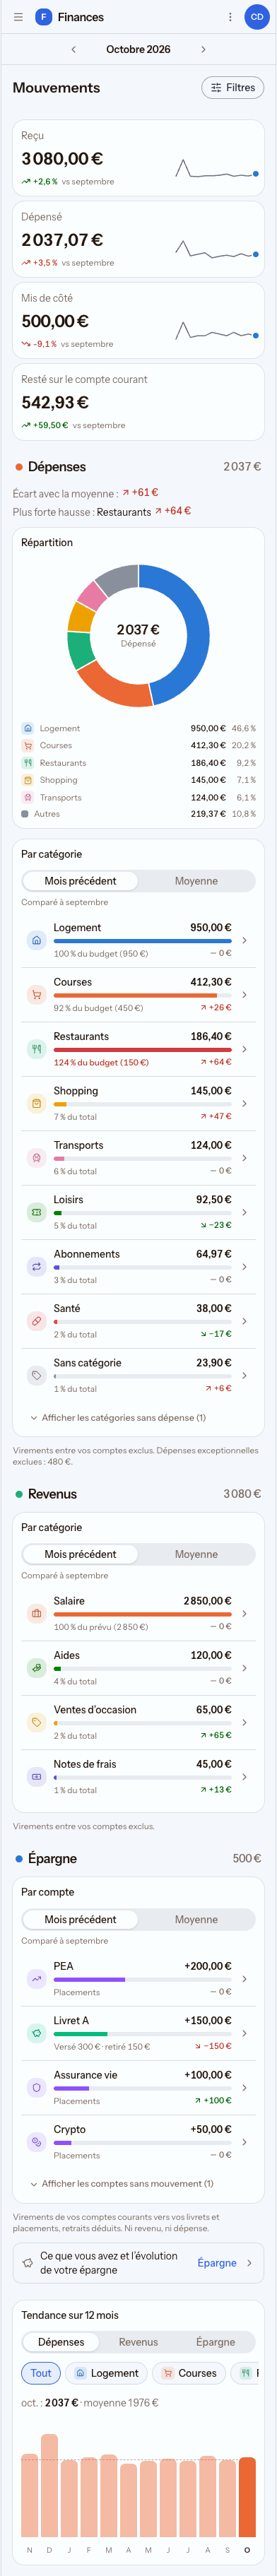 F Finances CD
Octobre 2026
Mouvements Filtres
Reçu
3 080,00 €
+2,6 % vs septembre
Dépensé
2 037,07 €
+3,5 % vs septembre
Mis de côté
500,00 €
-9,1 % vs septembre
Resté sur le compte courant
542,93 €
+59,50 € vs septembre
Dépenses 2 037 €
Écart avec la moyenne : +61 €
Plus forte hausse : Restaurants +64 €
Répartition
2 037 €
Dépensé
Logement 950,00 € 46,6 %
Courses 412,30 € 20,2 %
Restaurants 186,40 € 9,2 %
Shopping 145,00 € 7,1 %
Transports 124,00 € 6,1 %
Autres 219,37 € 10,8 %
Par catégorie
Mois précédent Moyenne
Comparé à septembre
Logement 950,00 €
100 % du budget (950 €) — 0 €
Courses 412,30 €
92 % du budget (450 €) +26 €
Restaurants 186,40 €
124 % du budget (150 €) +64 €
Shopping 145,00 €
7 % du total +47 €
Transports 124,00 €
6 % du total — 0 €
Loisirs 92,50 €
5 % du total −23 €
Abonnements 64,97 €
3 % du total — 0 €
Santé 38,00 €
2 % du total −17 €
Sans catégorie 23,90 €
1 % du total +6 €
Afficher les catégories sans dépense (1)
Virements entre vos comptes exclus. Dépenses exceptionnelles
exclues : 480 €.
Revenus 3 080 €
Par catégorie
Mois précédent Moyenne
Comparé à septembre
Salaire 2 850,00 €
100 % du prévu (2 850 €) — 0 €
Aides 120,00 €
4 % du total — 0 €
Ventes d'occasion 65,00 €
2 % du total +65 €
Notes de frais 45,00 €
1 % du total +13 €
Virements entre vos comptes exclus.
Épargne 500 €
Par compte
Mois précédent Moyenne
Comparé à septembre
PEA +200,00 €
Placements — 0 €
Livret A +150,00 €
Versé 300 € · retiré 150 € −150 €
Assurance vie +100,00 €
Placements +100 €
Crypto +50,00 €
Placements — 0 €
Afficher les comptes sans mouvement (1)
Virements de vos comptes courants vers vos livrets et
placements, retraits déduits. Ni revenu, ni dépense.
Ce que vous avez et l'évolution
de votre épargne
Épargne
Tendance sur 12 mois
Dépenses Revenus Épargne
Tout Logement Courses
oct. : 2 037 € · moyenne 1 976 €
N D J F M A M J J A S O